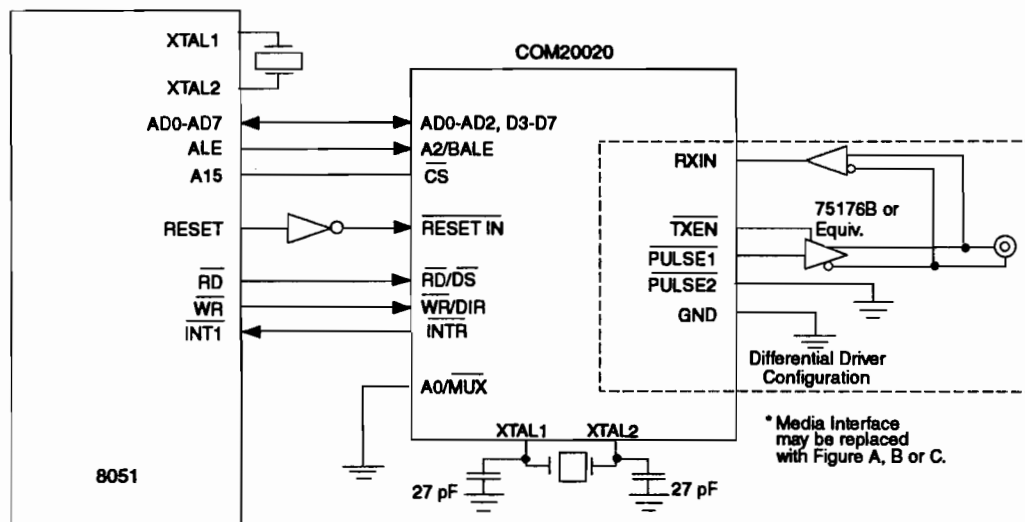 COM20020
XTAL1
XTAL2
AD0-AD7
ALE
A15
RESET
RD
WR
INT1
8051
AD0-AD2, D3-D7
A2/BALE
CS
RESET IN
RD/DS
WR/DIR
INTR
A0/MUX
XTAL1
XTAL2
27 pF
27 pF
RXIN
TXEN
PULSE1
PULSE2
GND
75176B or
Equiv.
Differential Driver
Configuration
* Media Interface
may be replaced
with Figure A, B or C.